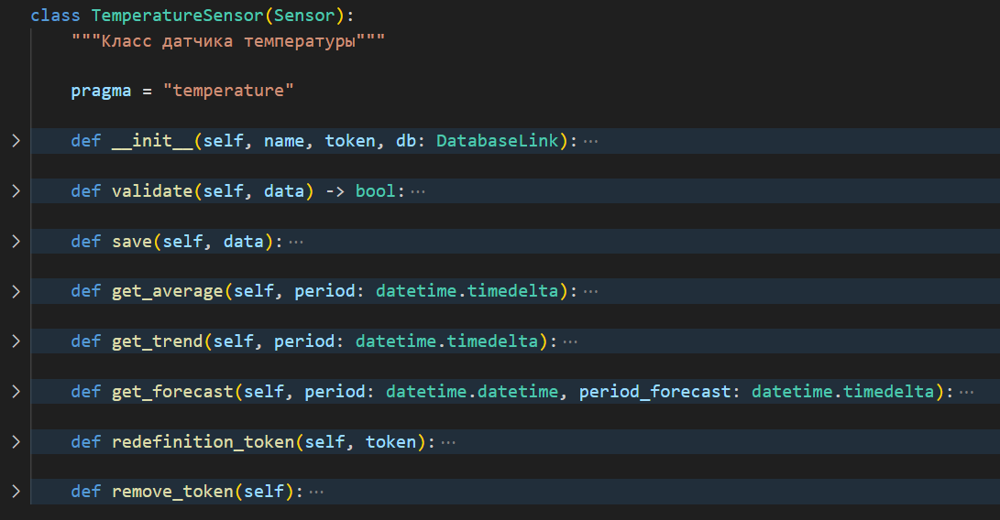 class TemperatureSensor(Sensor):
"""Класс датчика температуры"""
pragma = "temperature"
def __init__(self, name, token, db: DatabaseLink):···
def validate(self, data) -> bool:···
def save(self, data):···
def get_average(self, period: datetime.timedelta):···
def get_trend(self, period: datetime.timedelta):···
def get_forecast(self, period: datetime.datetime, period_forecast: datetime.timedelta):···
def redefinition_token(self, token):···
def remove_token(self):···